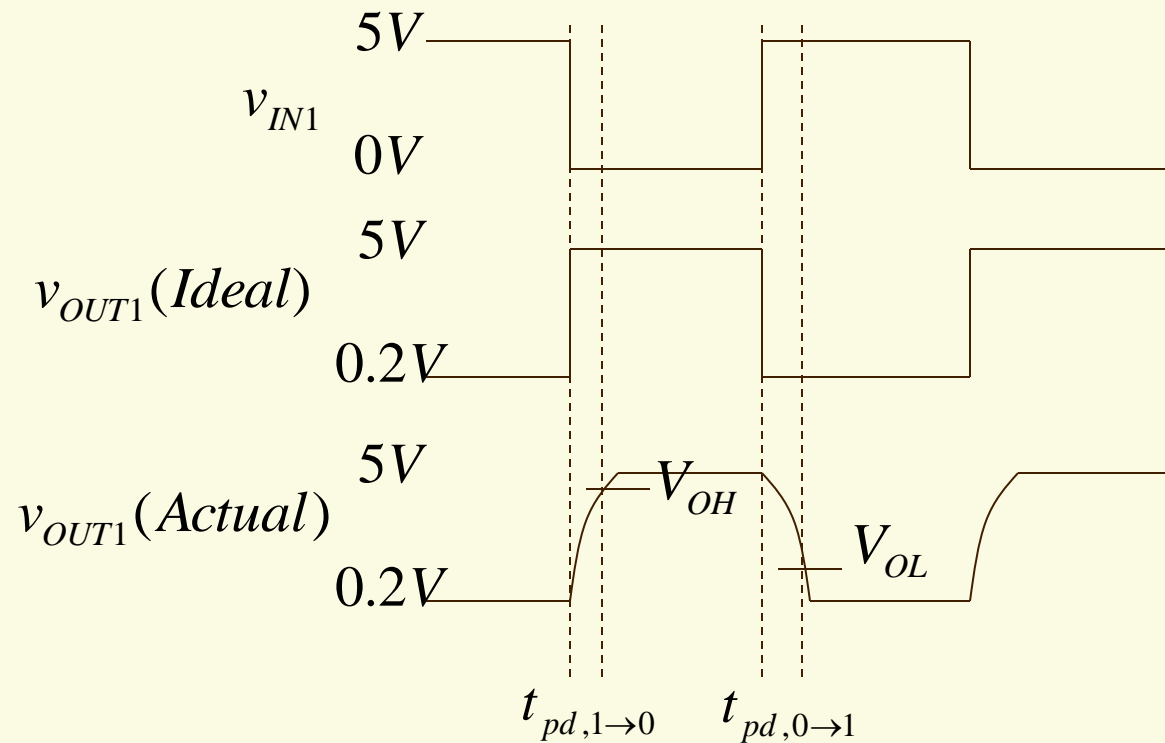 5V
v_IN1
0V
5V
v_OUT1(Ideal)
0.2V
5V
V_OH
v_OUT1(Actual)
V_OL
0.2V
t_pd,1→0 t_pd,0→1